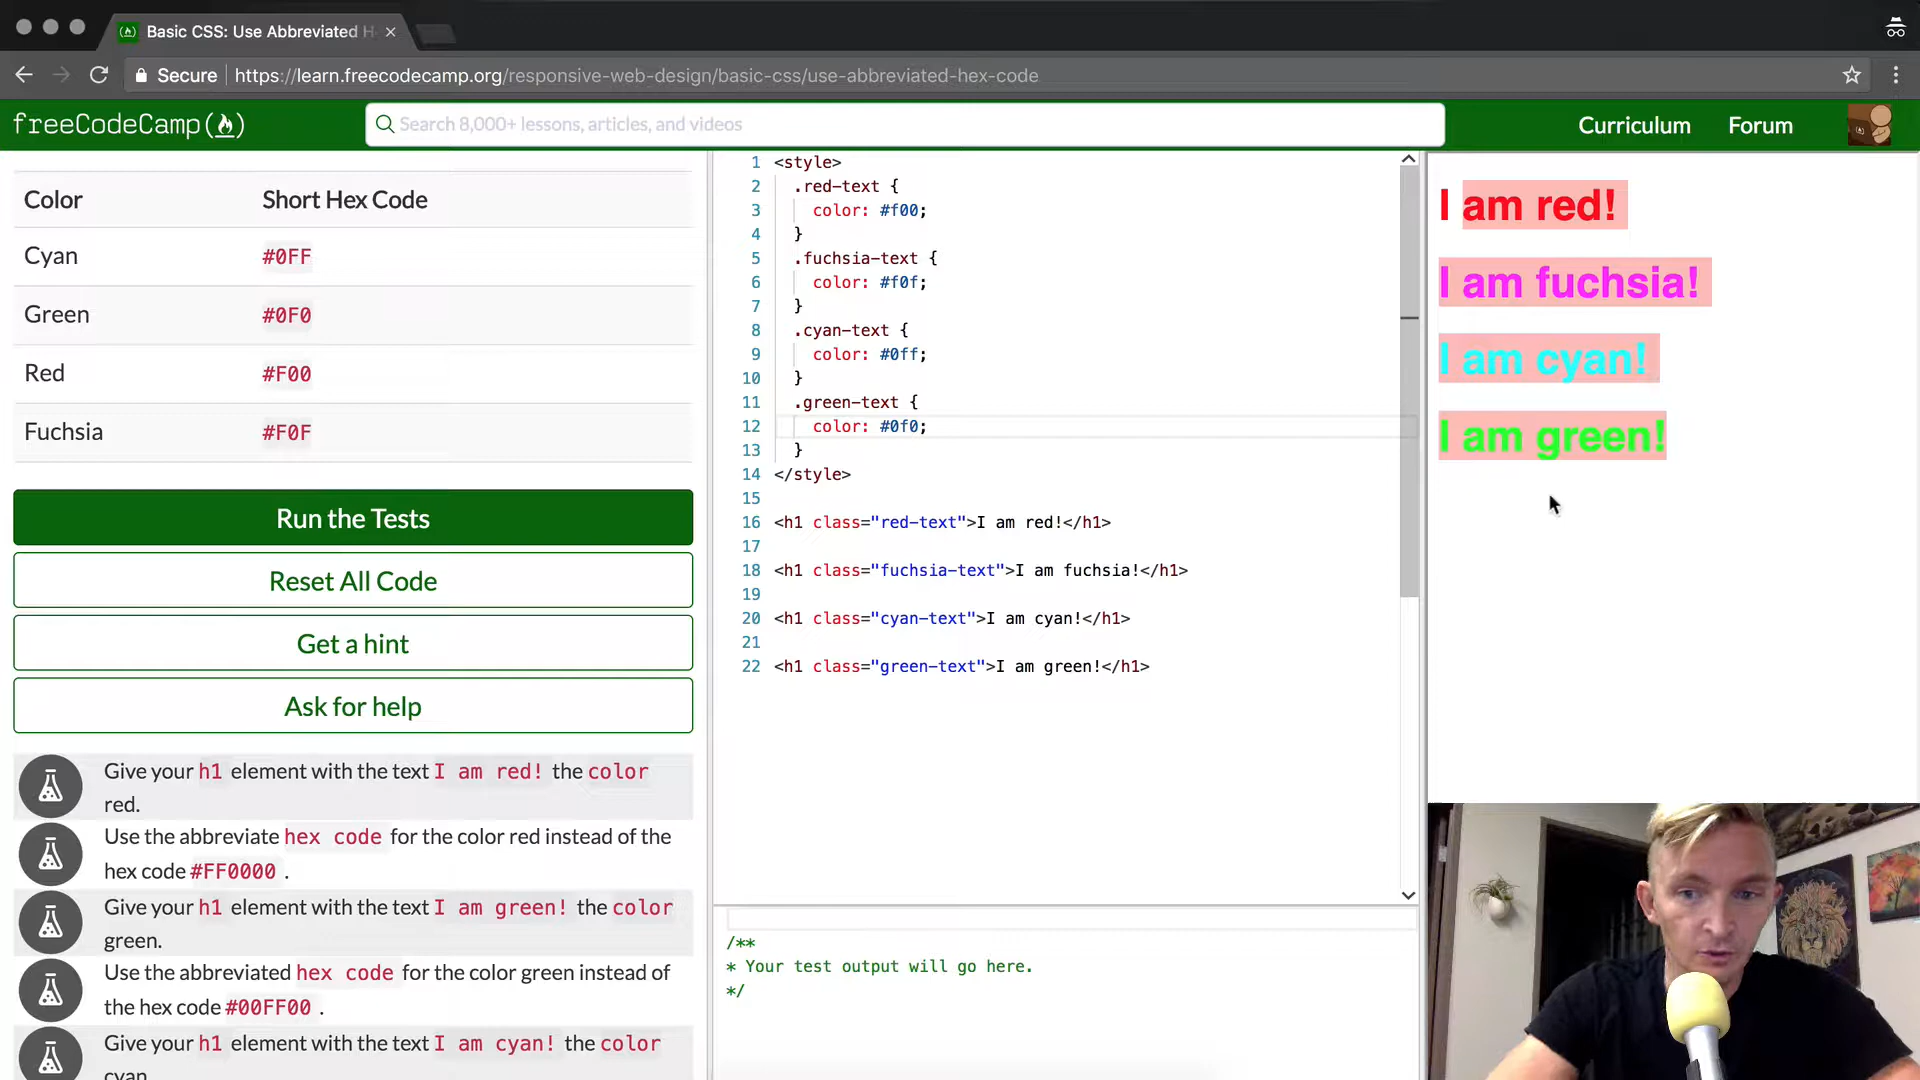 Basic CSS: Use Abbreviated H
Secure https://learn.freecodecamp.org/responsive-web-design/basic-css/use-abbreviated-hex-code
freeCodeCamp
Search 8,000+ lessons, articles, and videos
Curriculum Forum
Color Short Hex Code
Cyan #0FF
Green #0F0
Red #F00
Fuchsia #F0F
Run the Tests
Reset All Code
Get a hint
Ask for help
Give your h1 element with the text I am red! the color
red.
Use the abbreviate hex code for the color red instead of the
hex code #FF0000 .
Give your h1 element with the text I am green! the color
green.
Use the abbreviated hex code for the color green instead of
the hex code #00FF00 .
Give your h1 element with the text I am cyan! the color
cyan.
1 <style>
2 .red-text {
3 color: #f00;
4 }
5 .fuchsia-text {
6 color: #f0f;
7 }
8 .cyan-text {
9 color: #0ff;
10 }
11 .green-text {
12 color: #0f0;
13 }
14 </style>
15
16 <h1 class="red-text">I am red!</h1>
17
18 <h1 class="fuchsia-text">I am fuchsia!</h1>
19
20 <h1 class="cyan-text">I am cyan!</h1>
21
22 <h1 class="green-text">I am green!</h1>
/**
* Your test output will go here.
*/
I am red!
I am fuchsia!
I am cyan!
I am green!